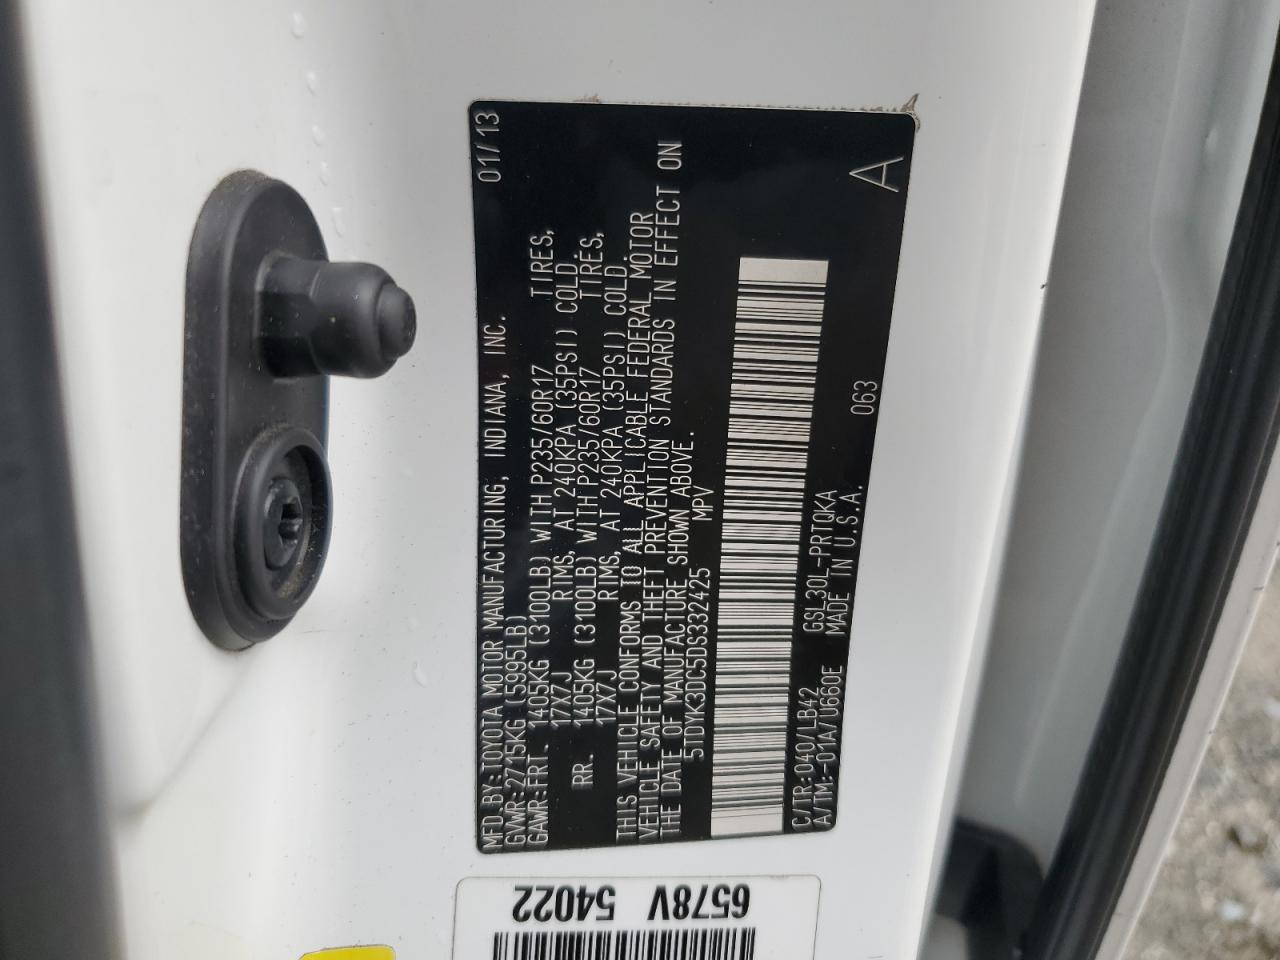 MFD.BY:TOYOTA MOTOR MANUFACTURING, INDIANA, INC. 01/13
GVWR:2715KG (5995LB)
GAWR:FRT. 1405KG (3100LB) WITH P235/60R17 TIRES,
17X7J RIMS, AT 240KPA (35PSI) COLD.
RR. 1405KG (3100LB) WITH P235/60R17 TIRES,
17X7J RIMS, AT 240KPA (35PSI) COLD.
THIS VEHICLE CONFORMS TO ALL APPLICABLE FEDERAL MOTOR
VEHICLE SAFETY AND THEFT PREVENTION STANDARDS IN EFFECT ON
THE DATE OF MANUFACTURE SHOWN ABOVE.
5TDYK3DC5DS332425 MPV
C/TR:040/LB42 GSL30L-PRTQKA 063 A
A/TM:-01A/U660E MADE IN U.S.A.
6578V
54022